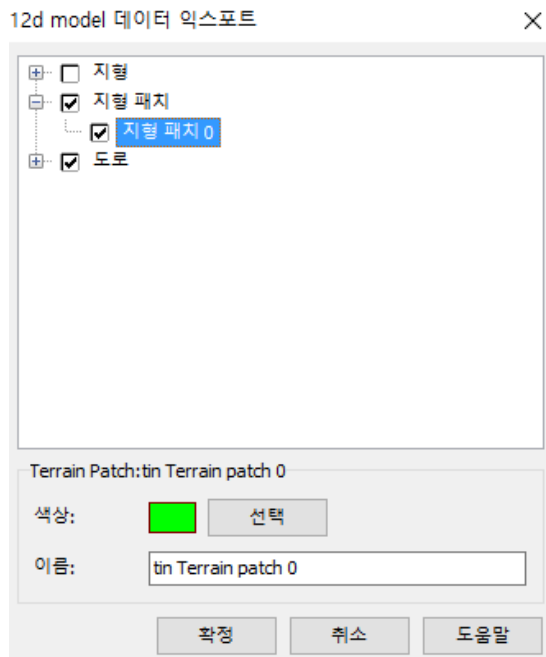 12d model 데이터 익스포트
지형
지형 패치
지형 패치 0
도로
Terrain Patch:tin Terrain patch 0
색상: 선택
이름: tin Terrain patch 0
확정 취소 도움말